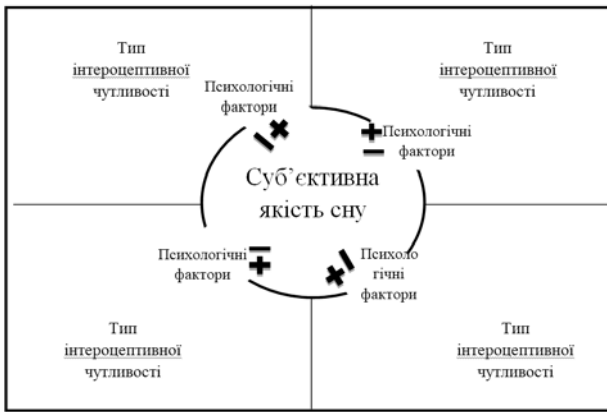 Тип
інтероцептивної
чутливості
Тип
інтероцептивної
чутливості
Психологічні
фактори
Психологічні
фактори
Суб’єктивна
якість сну
Психологічні
фактори
Психоло
гічні
фактори
Тип
інтероцептивної
чутливості
Тип
інтероцептивної
чутливості